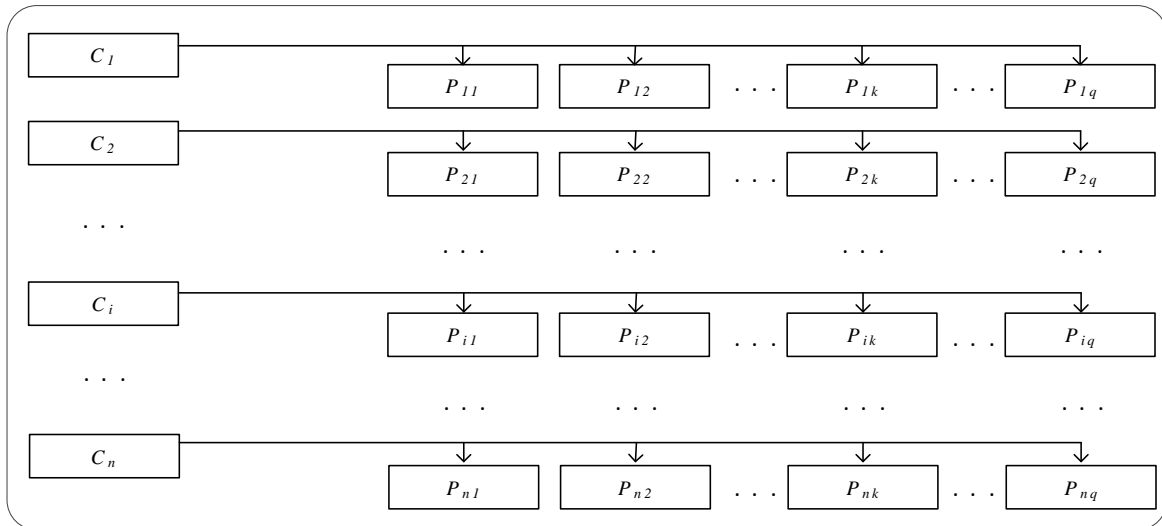 C1
P11 P12 . . . P1k . . . P1q
C2
P21 P22 . . . P2k . . . P2q
. . .
. . . . . . . . . . . .
Ci
Pi1 Pi2 . . . Pik . . . Piq
. . .
. . . . . . . . . . . .
Cn
Pn1 Pn2 . . . Pnk . . . Pnq